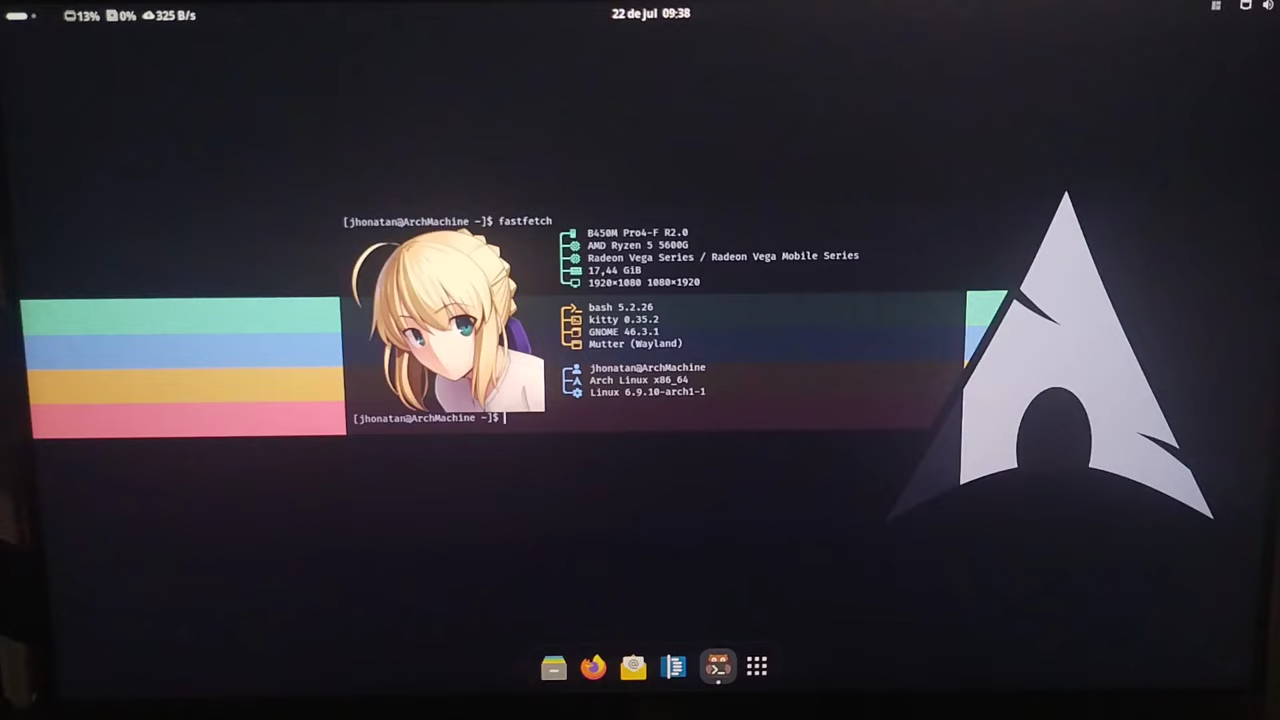 13% 0% 325 B/s
22 de jul 09:38
[jhonatan@ArchMachine ~]$ fastfetch
B450M Pro4-F R2.0
AMD Ryzen 5 5600G
Radeon Vega Series / Radeon Vega Mobile Series
17,44 GiB
1920×1080 1080×1920
bash 5.2.26
kitty 0.35.2
GNOME 46.3.1
Mutter (Wayland)
jhonatan@ArchMachine
Arch Linux x86_64
Linux 6.9.10-arch1-1
[jhonatan@ArchMachine ~]$